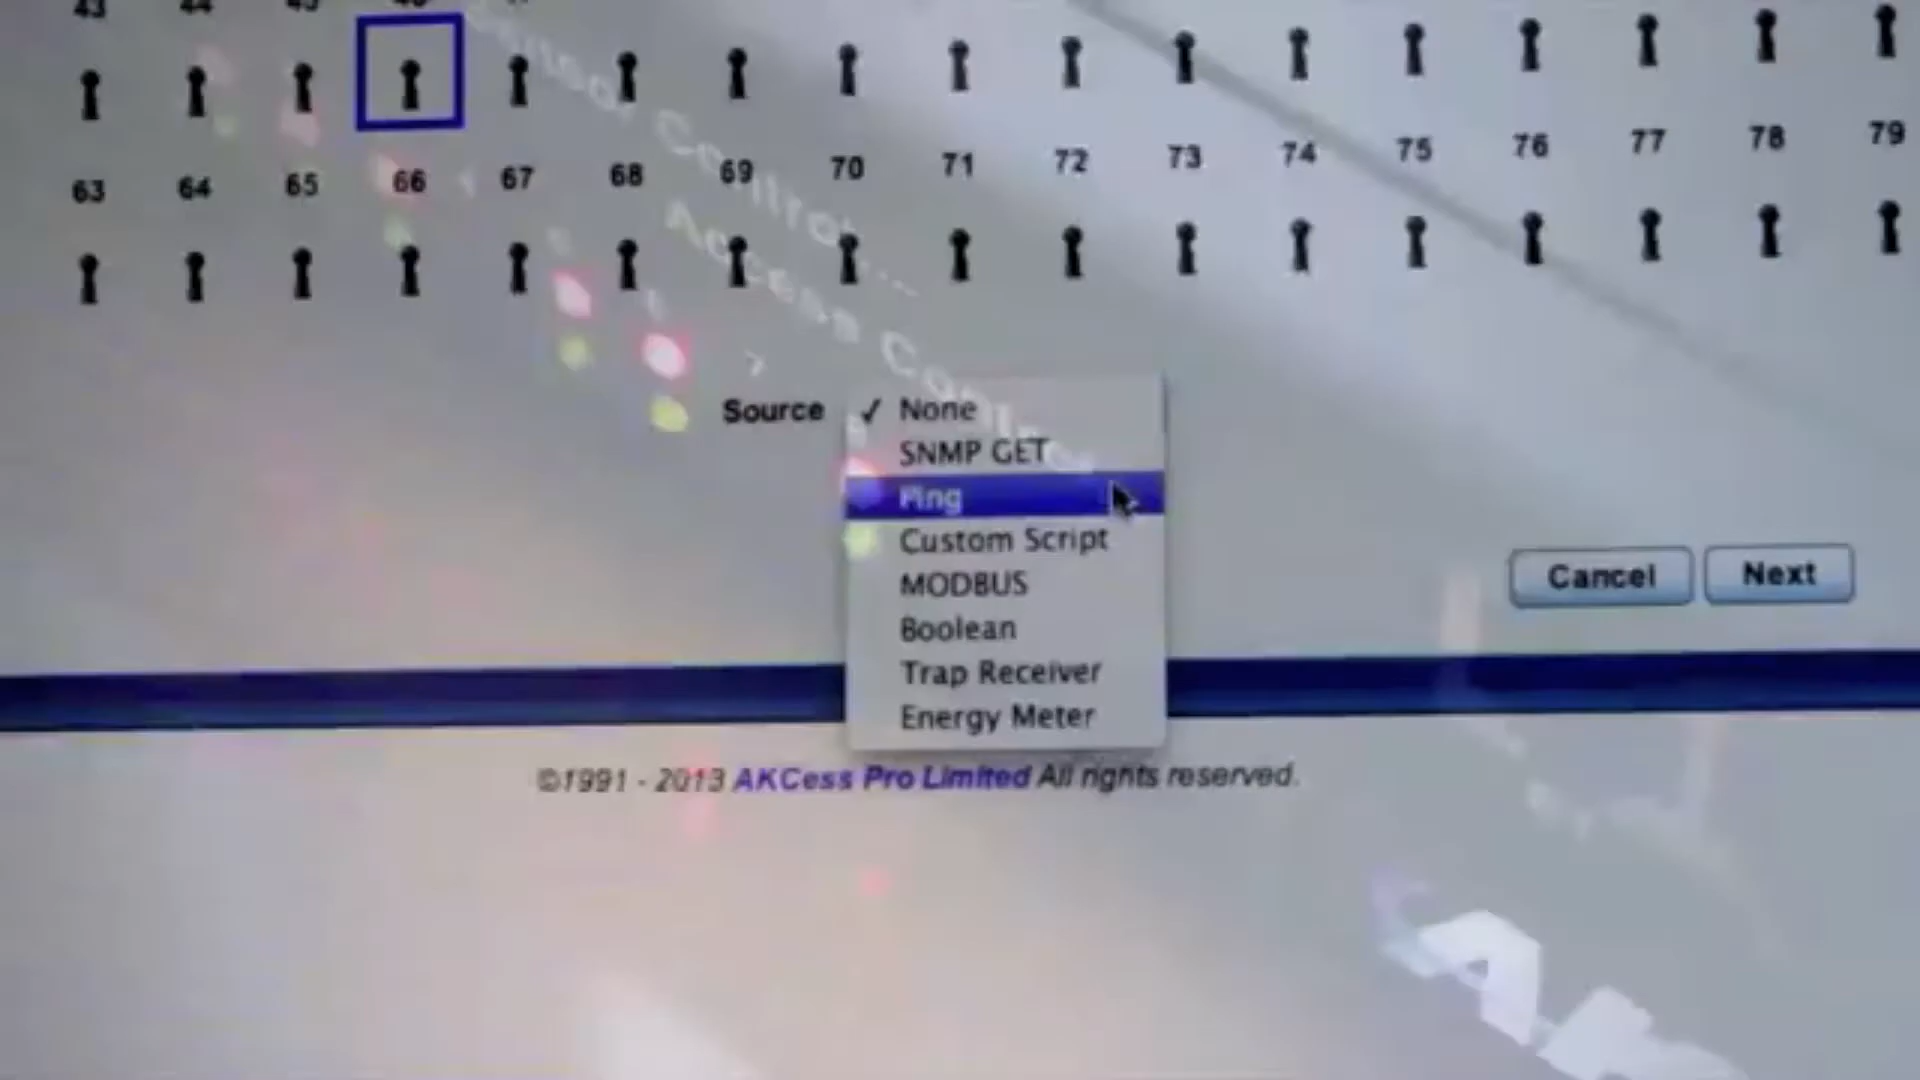 63 64 65 66 67 68 69 70 71 72 73 74 75 76 77 78 79
Source ✓ None
SNMP GET
Ping
Custom Script
MODBUS
Boolean
Trap Receiver
Energy Meter
Cancel Next
©1991 - 2013 AKCess Pro Limited All rights reserved.